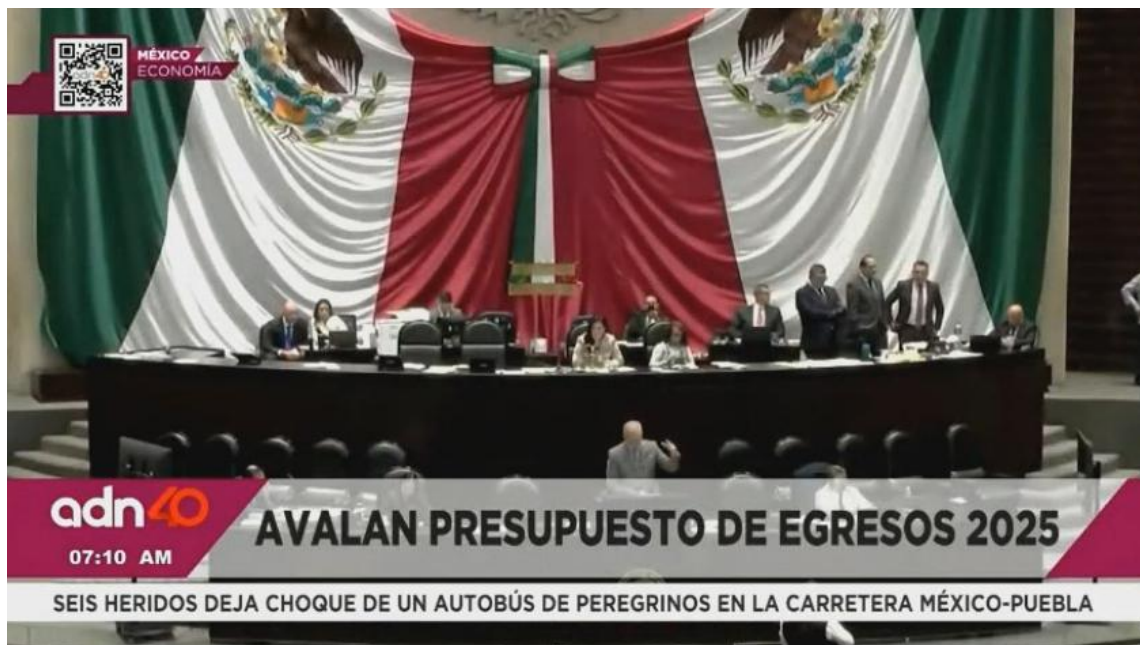 MÉXICO
ECONOMÍA
adn40
07:10 AM
AVALAN PRESUPUESTO DE EGRESOS 2025
SEIS HERIDOS DEJA CHOQUE DE UN AUTOBÚS DE PEREGRINOS EN LA CARRETERA MÉXICO-PUEBLA